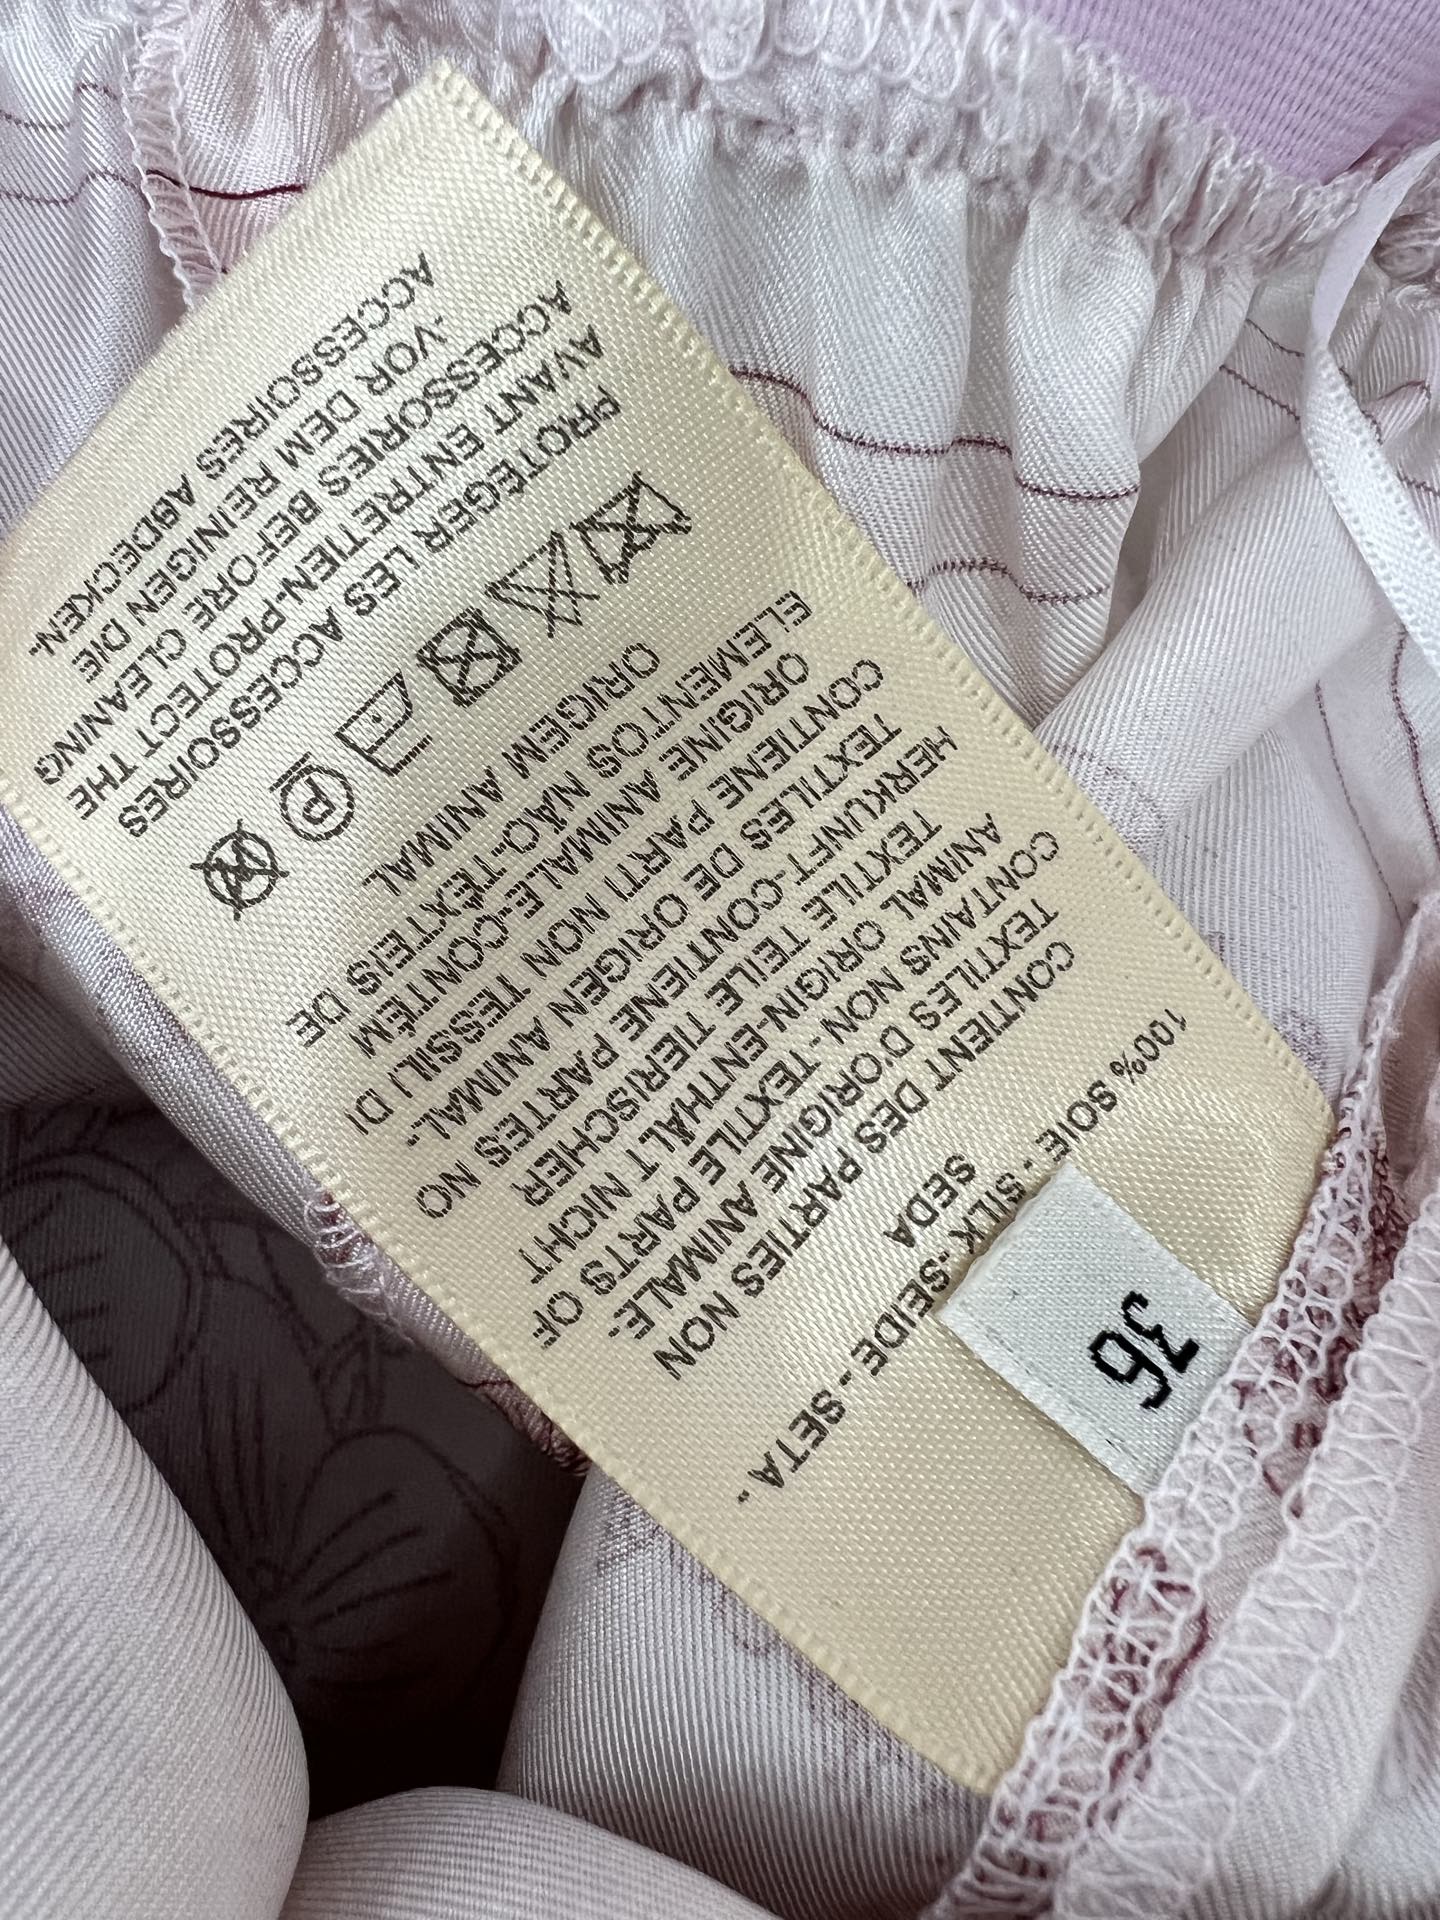 36
100% SOIE - SILK -SEIDE - SETA..
SEDA
CONTIENT DES PARTIES NON
TEXTILES D'ORIGINE ANIMALE.
CONTAINS NON- TEXTILE PARTS OF
ANIMAL ORIGIN-ENTHÄL T NICHT
TEXTILE TEILE TIERISCHER
HERKUNFT-CONTIENE PARTES NO
TEXTILES DE ORIGEN ANIMAL.-
CONTIENE PARTI NON TESSILI DI
ORIGINE ANIMALE-CONTÉM
ELEMENTOS NÃO-TÊXTEIS DE
ORIGEM ANIMAL
P W
PROTÉGER LES ACCESSOIRES
AVANT ENTRETIEN-PROTECT THE
ACCESSORIES BEFORE CLEANING
-VOR DEM REINIGEN DIE
ACCESSOIRES ABDECKEN-